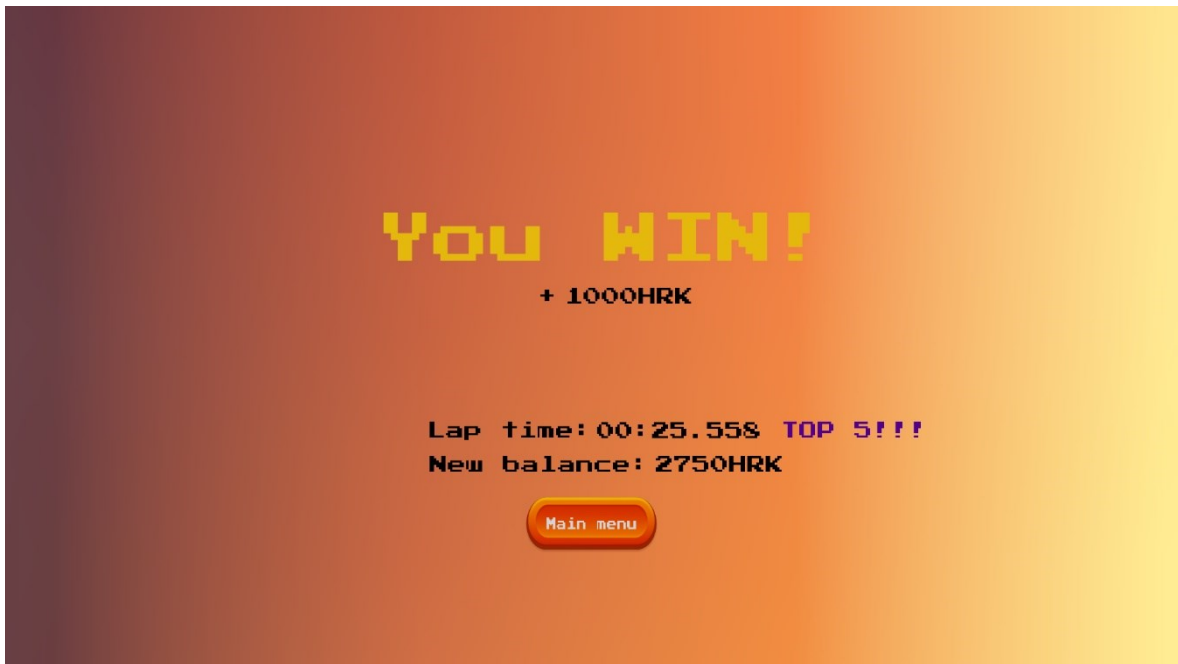 You WIN!
+ 1000HRK
Lap time: 00:25.558 TOP 5!!!
New balance: 2750HRK
Main menu